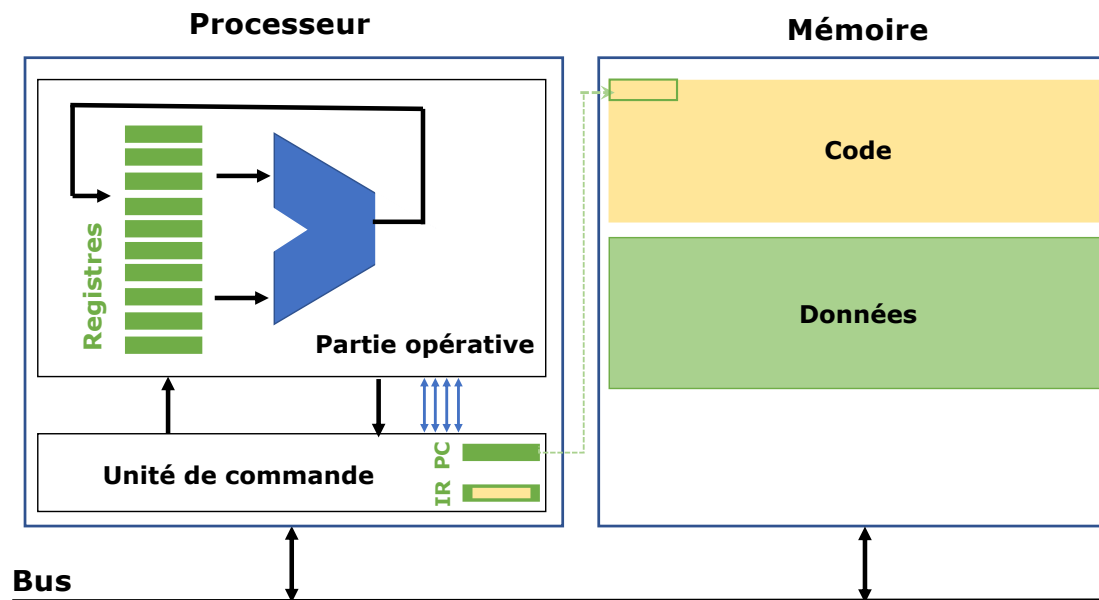 Processeur
Mémoire
Registres
Code
Données
Partie opérative
Unité de commande
PC
IR
Bus